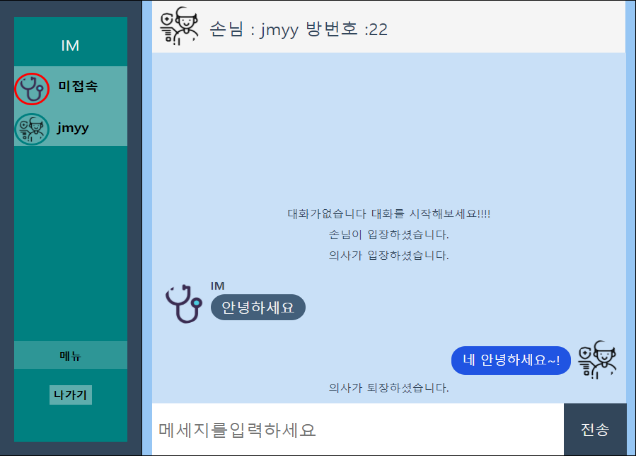 IM
미접속
jmyy
메뉴
나가기
손님 : jmyy 방번호 :22
대화가없습니다 대화를 시작해보세요!!!!
손님이 입장하셨습니다.
의사가 입장하셨습니다.
IM
안녕하세요
네 안녕하세요~!
의사가 퇴장하셨습니다.
메세지를입력하세요
전송